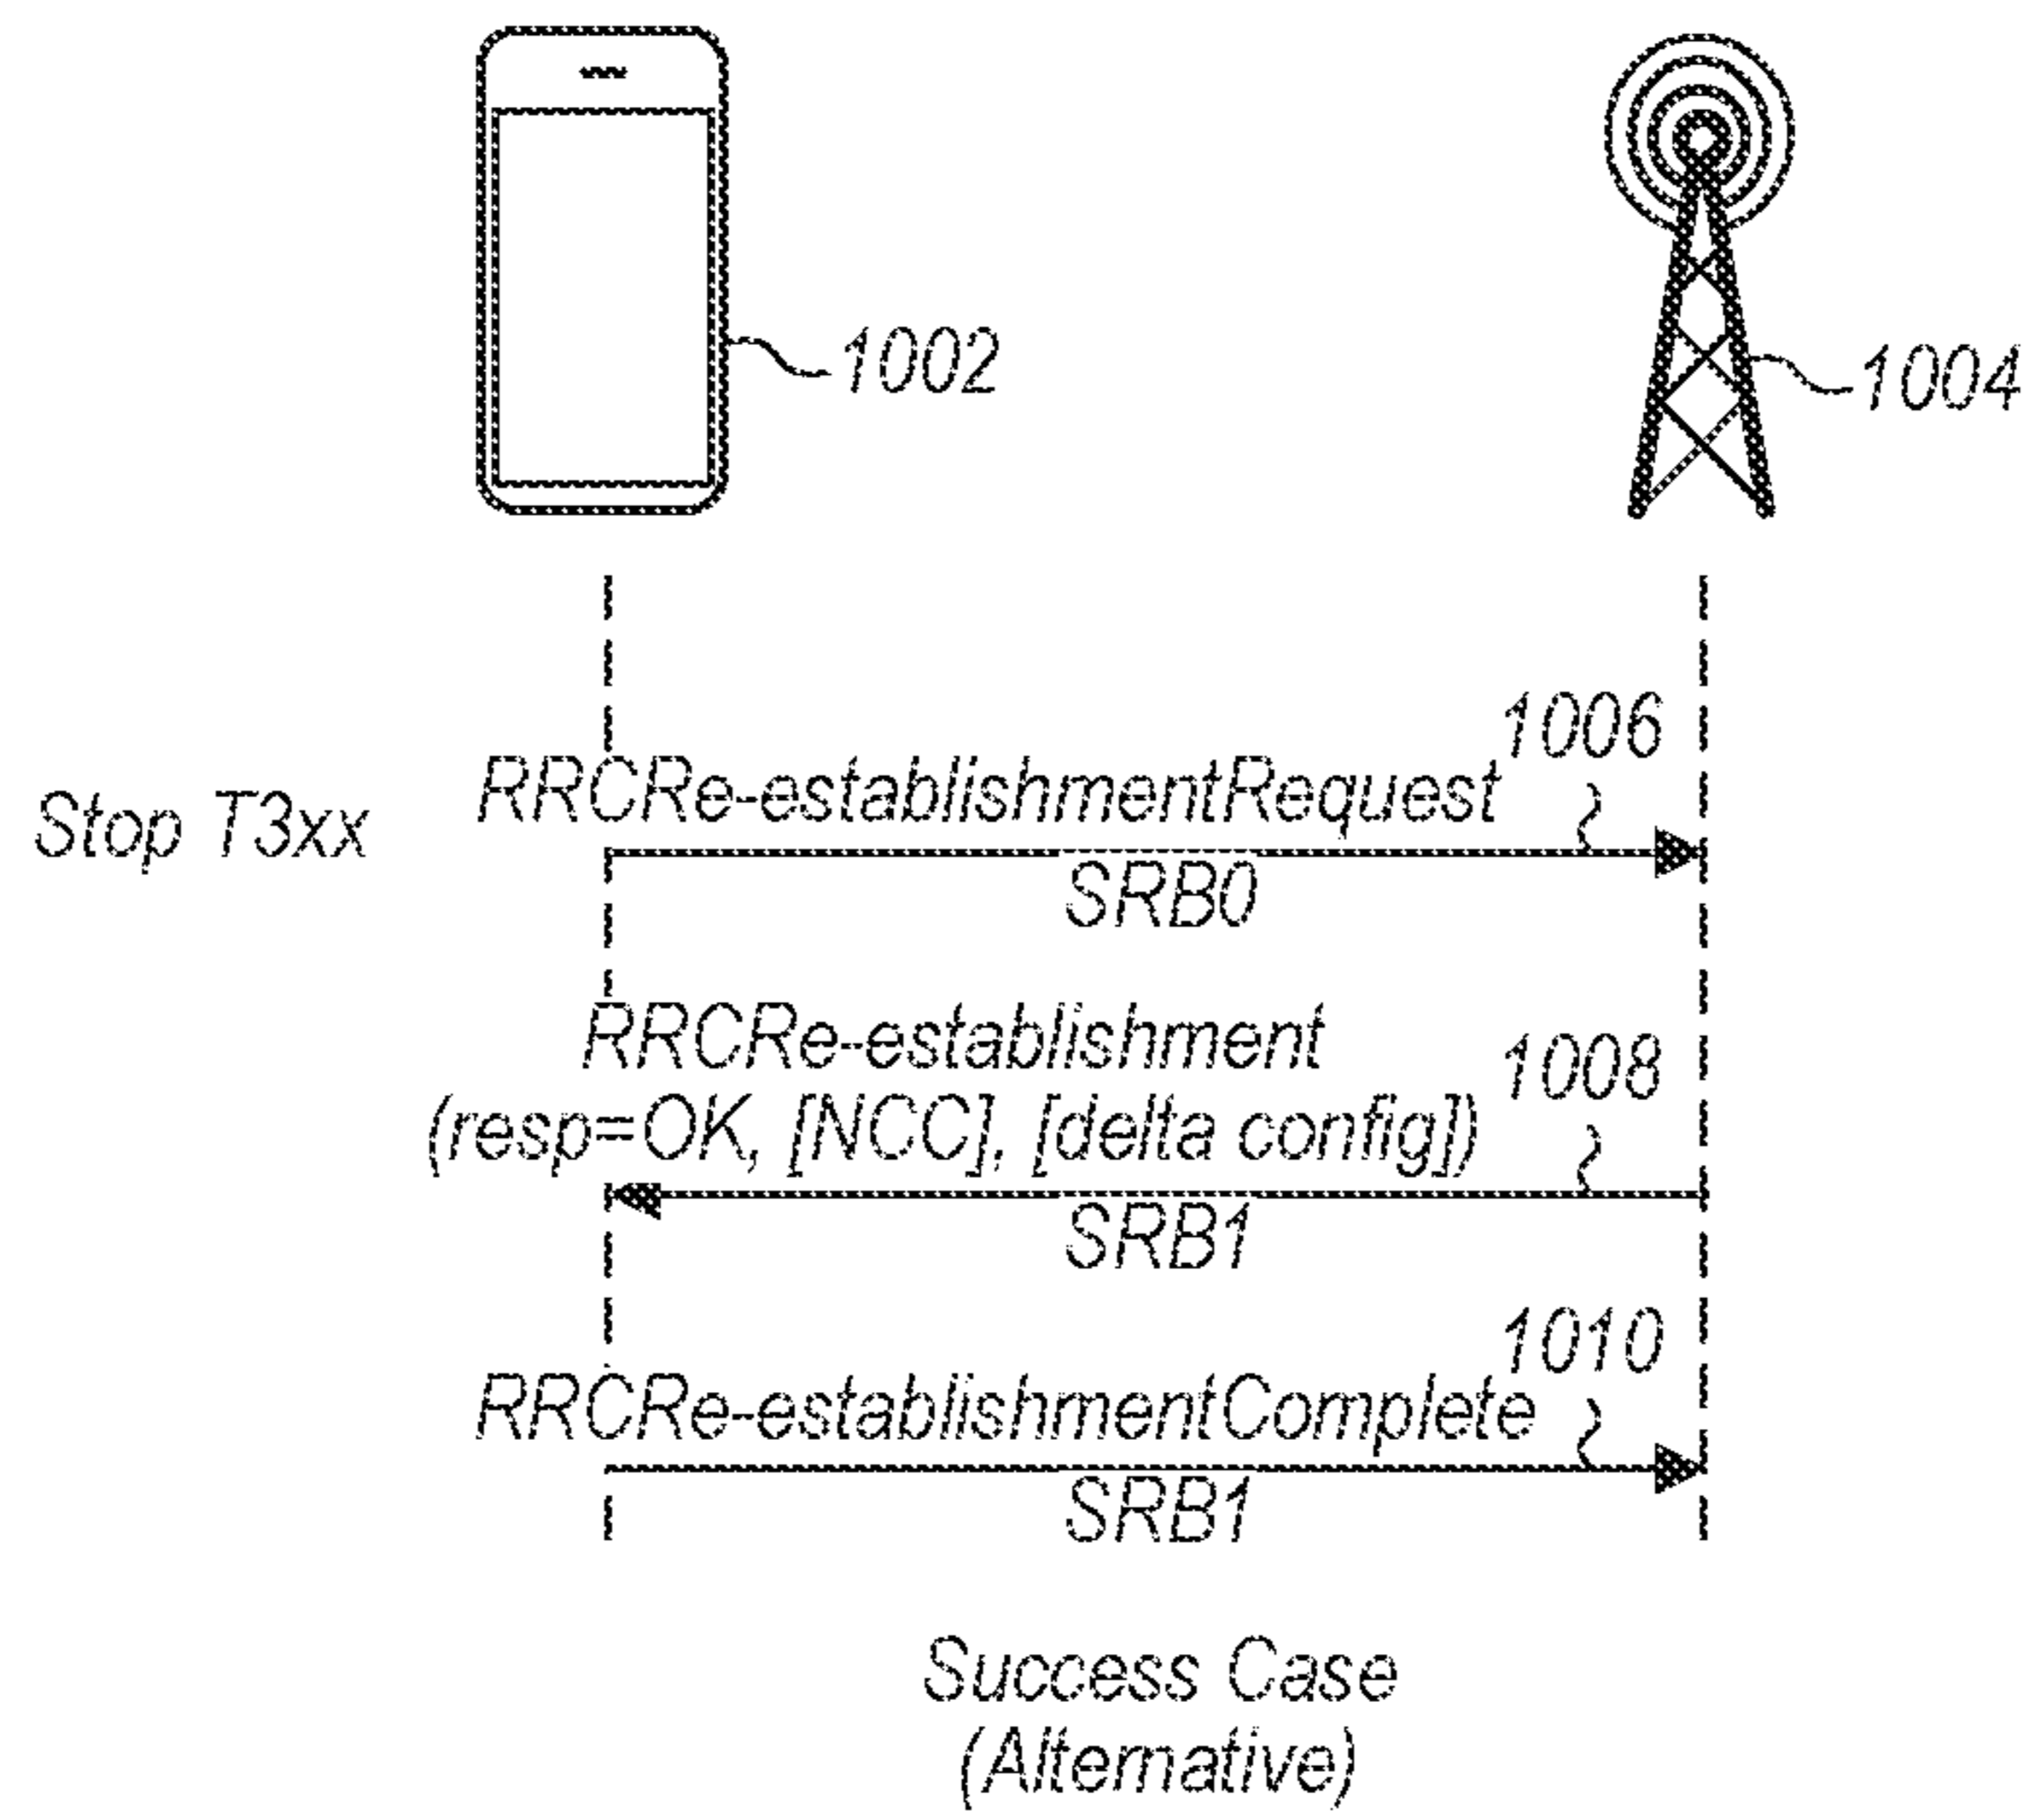 1002
1004
1006
Stop T3xx
RRCRe-establishmentRequest
SRB0
RRCRe-establishment
1008
(resp=OK, [NCC], [delta config])
SRB1
1010
RRCRe-establishmentComplete
SRB1
Success Case
(Alternative)